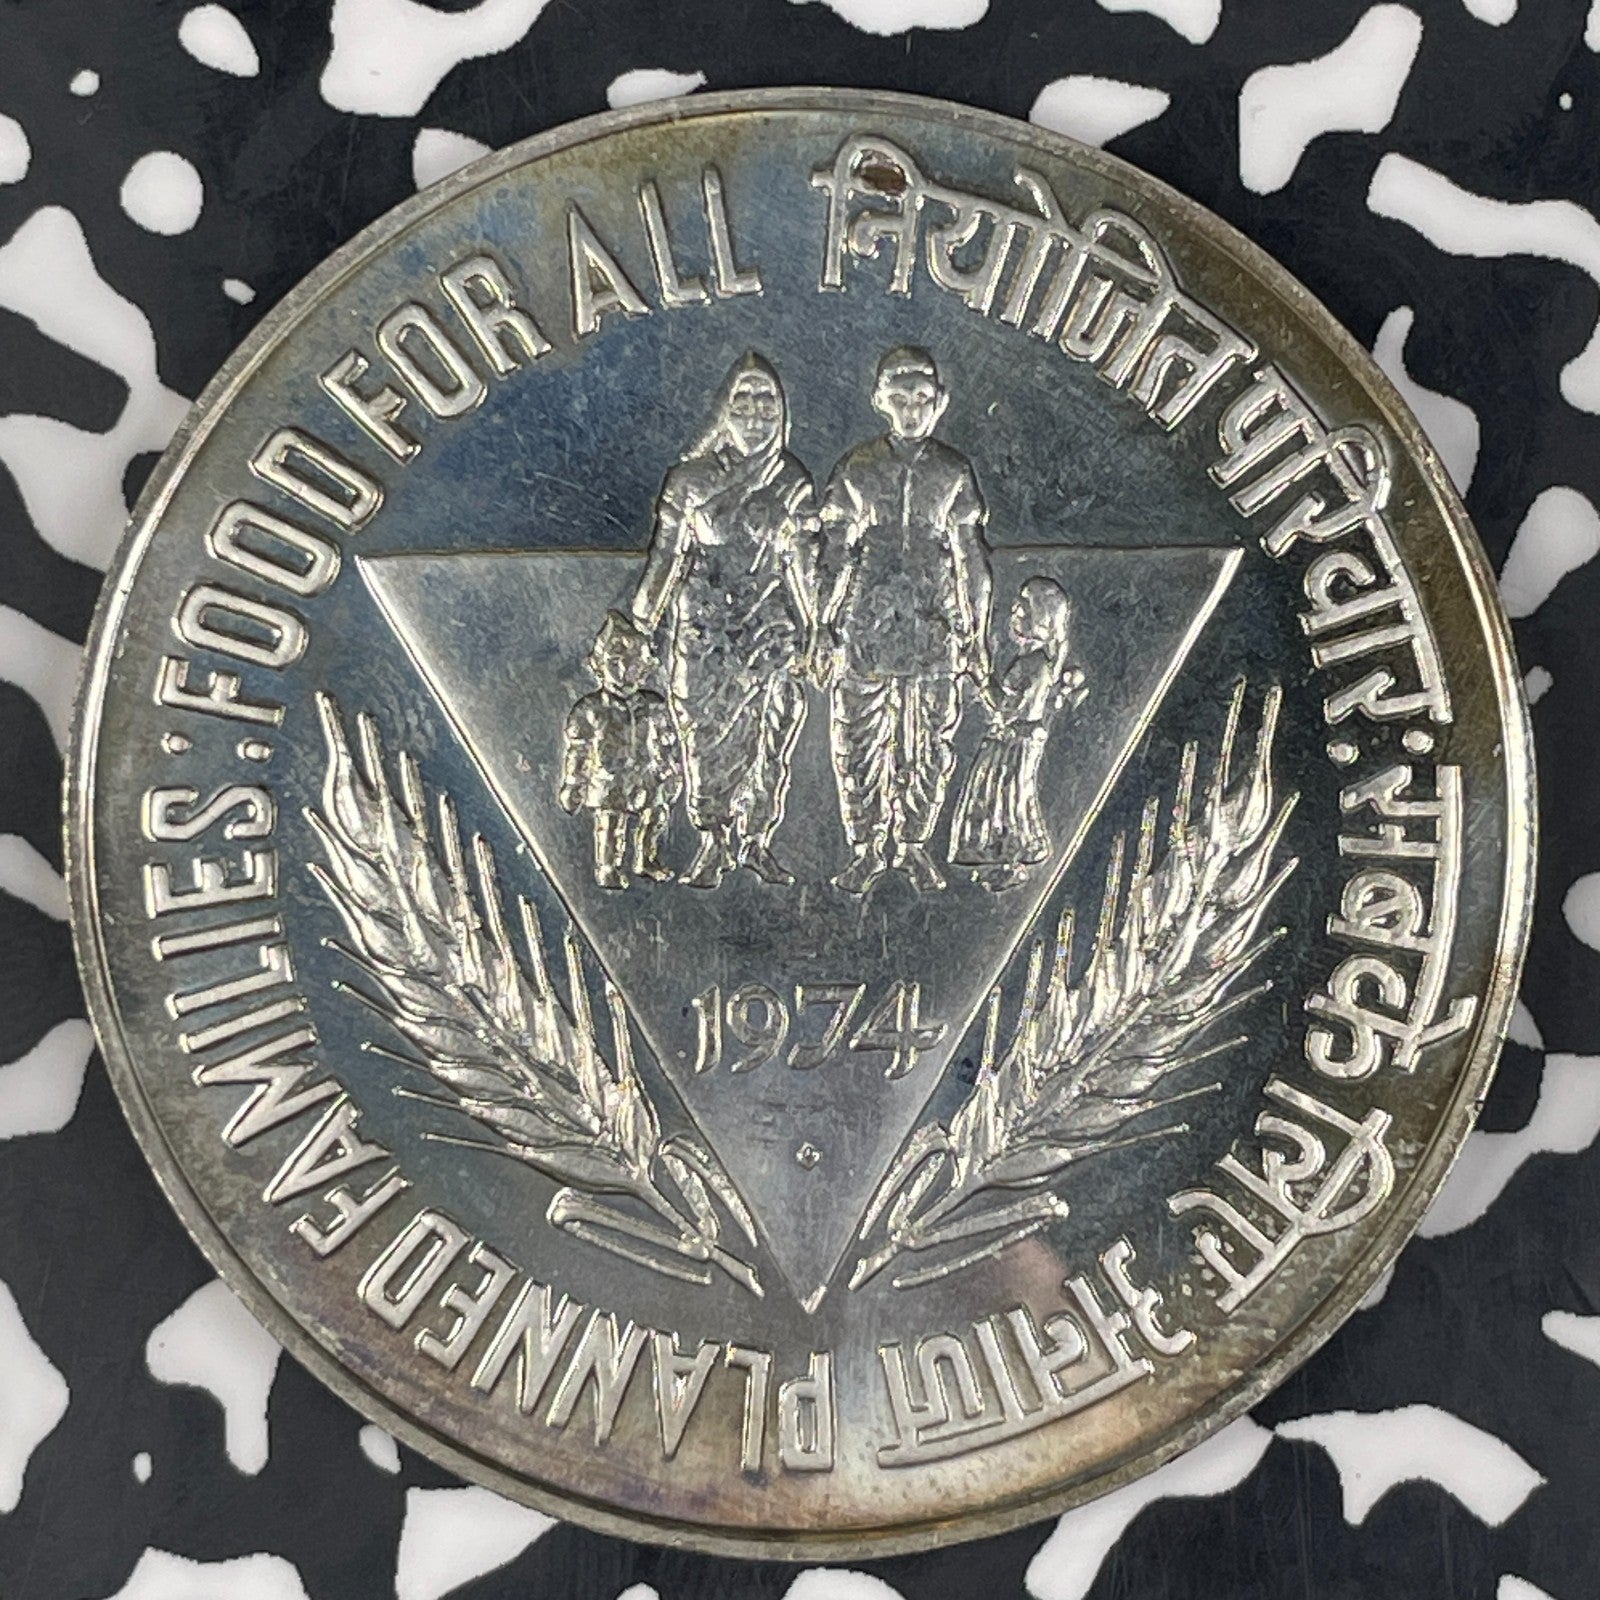 PLANNED FAMILIES: FOOD FOR ALL
नियोजित परिवार: सबके लिए अनाज
1974